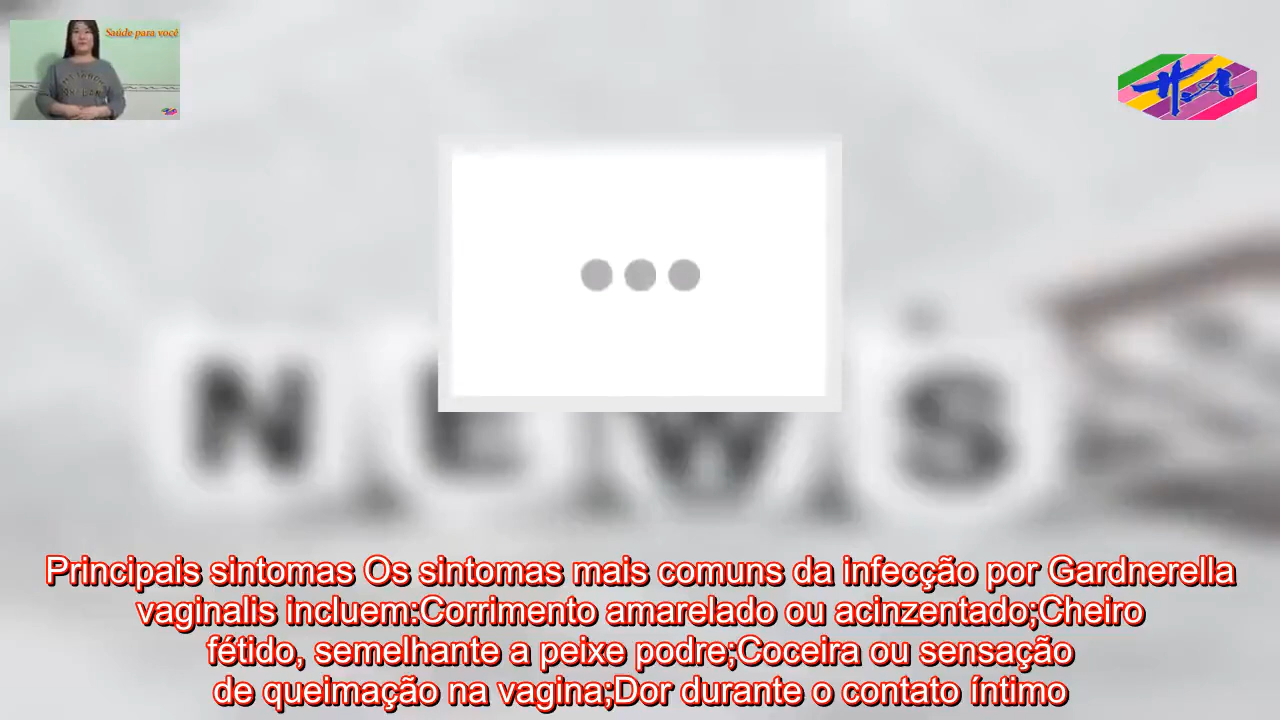 Saúde para você
H.A
NEWS
Principais sintomas Os sintomas mais comuns da infecção por Gardnerella
vaginalis incluem:Corrimento amarelado ou acinzentado;Cheiro
fétido, semelhante a peixe podre;Coceira ou sensação
de queimação na vagina;Dor durante o contato íntimo